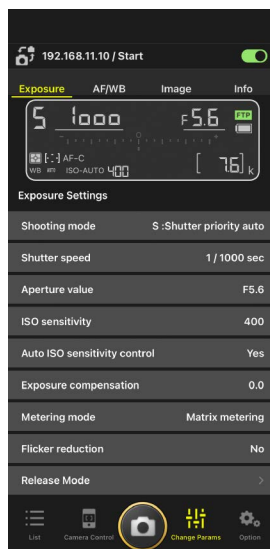 192.168.11.10 / Start
Exposure AF/WB Image Info
S 1000 F5.6 FTP
AF-C
WB ISO-AUTO 400 [ 7.6] k
Exposure Settings
Shooting mode S :Shutter priority auto
Shutter speed 1 / 1000 sec
Aperture value F5.6
ISO sensitivity 400
Auto ISO sensitivity control Yes
Exposure compensation 0.0
Metering mode Matrix metering
Flicker reduction No
Release Mode >
List Camera Control Change Params Option